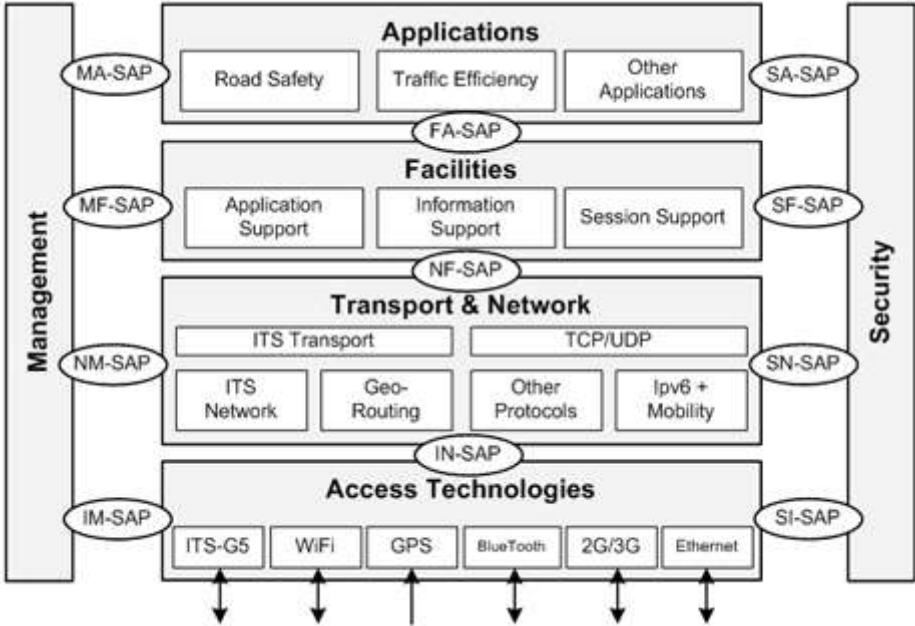 Applications
MA-SAP
Road Safety
Traffic Efficiency
Other
Applications
SA-SAP
FA-SAP
Facilities
MF-SAP
Application
Support
Information
Support
Session Support
SF-SAP
NF-SAP
Management
Security
Transport & Network
ITS Transport
TCP/UDP
NM-SAP
ITS
Network
Geo-
Routing
Other
Protocols
Ipv6 +
Mobility
SN-SAP
IN-SAP
Access Technologies
IM-SAP
SI-SAP
ITS-G5
WiFi
GPS
BlueTooth
2G/3G
Ethernet